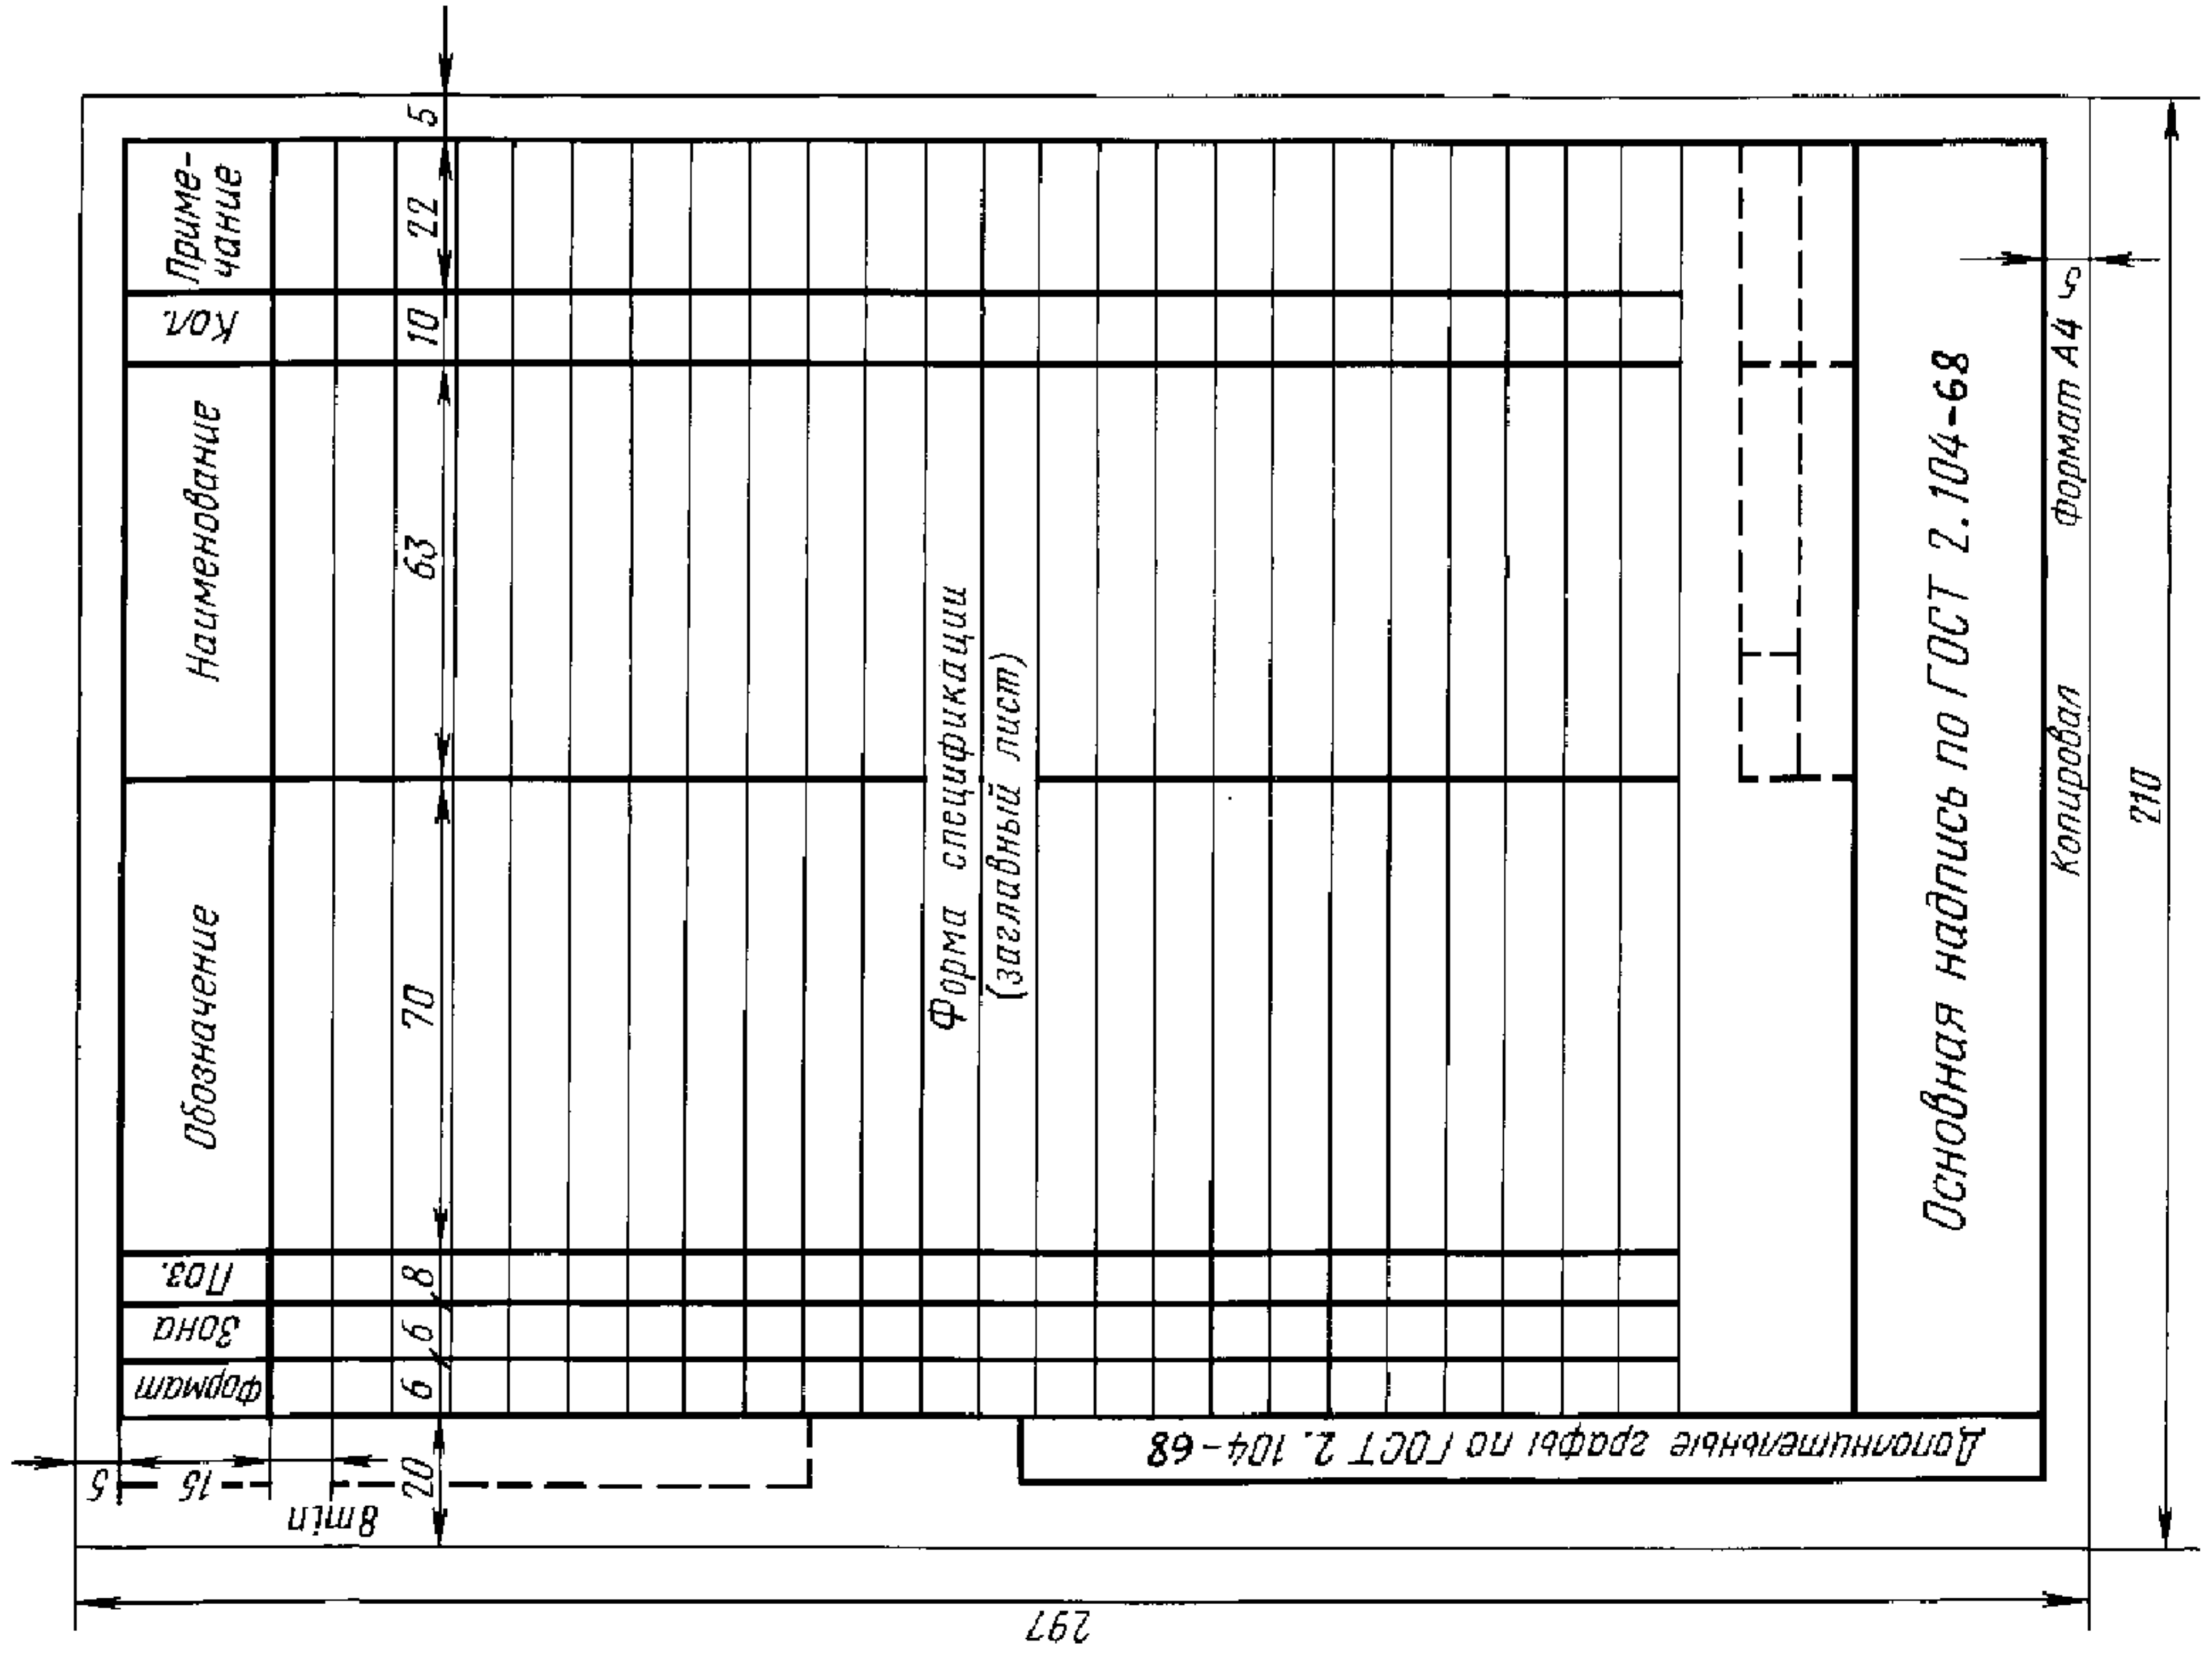 Формат
Зона
Поз.
Обозначение
Наименование
Кол.
Приме-
чание
5
15
8min
20
6
6
8
70
63
10
22
5
Форма спецификации
(заглавный лист)
Дополнительные графы по ГОСТ 2.104-68
Основная надпись по ГОСТ 2.104-68
Копировал
Формат А4
5
210
297